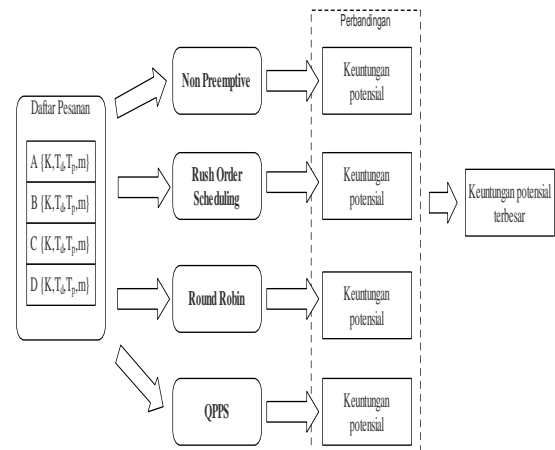 Perbandingan
Daftar Pesanan
A {K,Td,Tp,m}
B {K,Td,Tp,m}
C {K,Td,Tp,m}
D {K,Td,Tp,m}
Non Preemptive
Keuntungan
potensial
Rush Order
Scheduling
Keuntungan
potensial
Round Robin
Keuntungan
potensial
QPPS
Keuntungan
potensial
Keuntungan potensial
terbesar